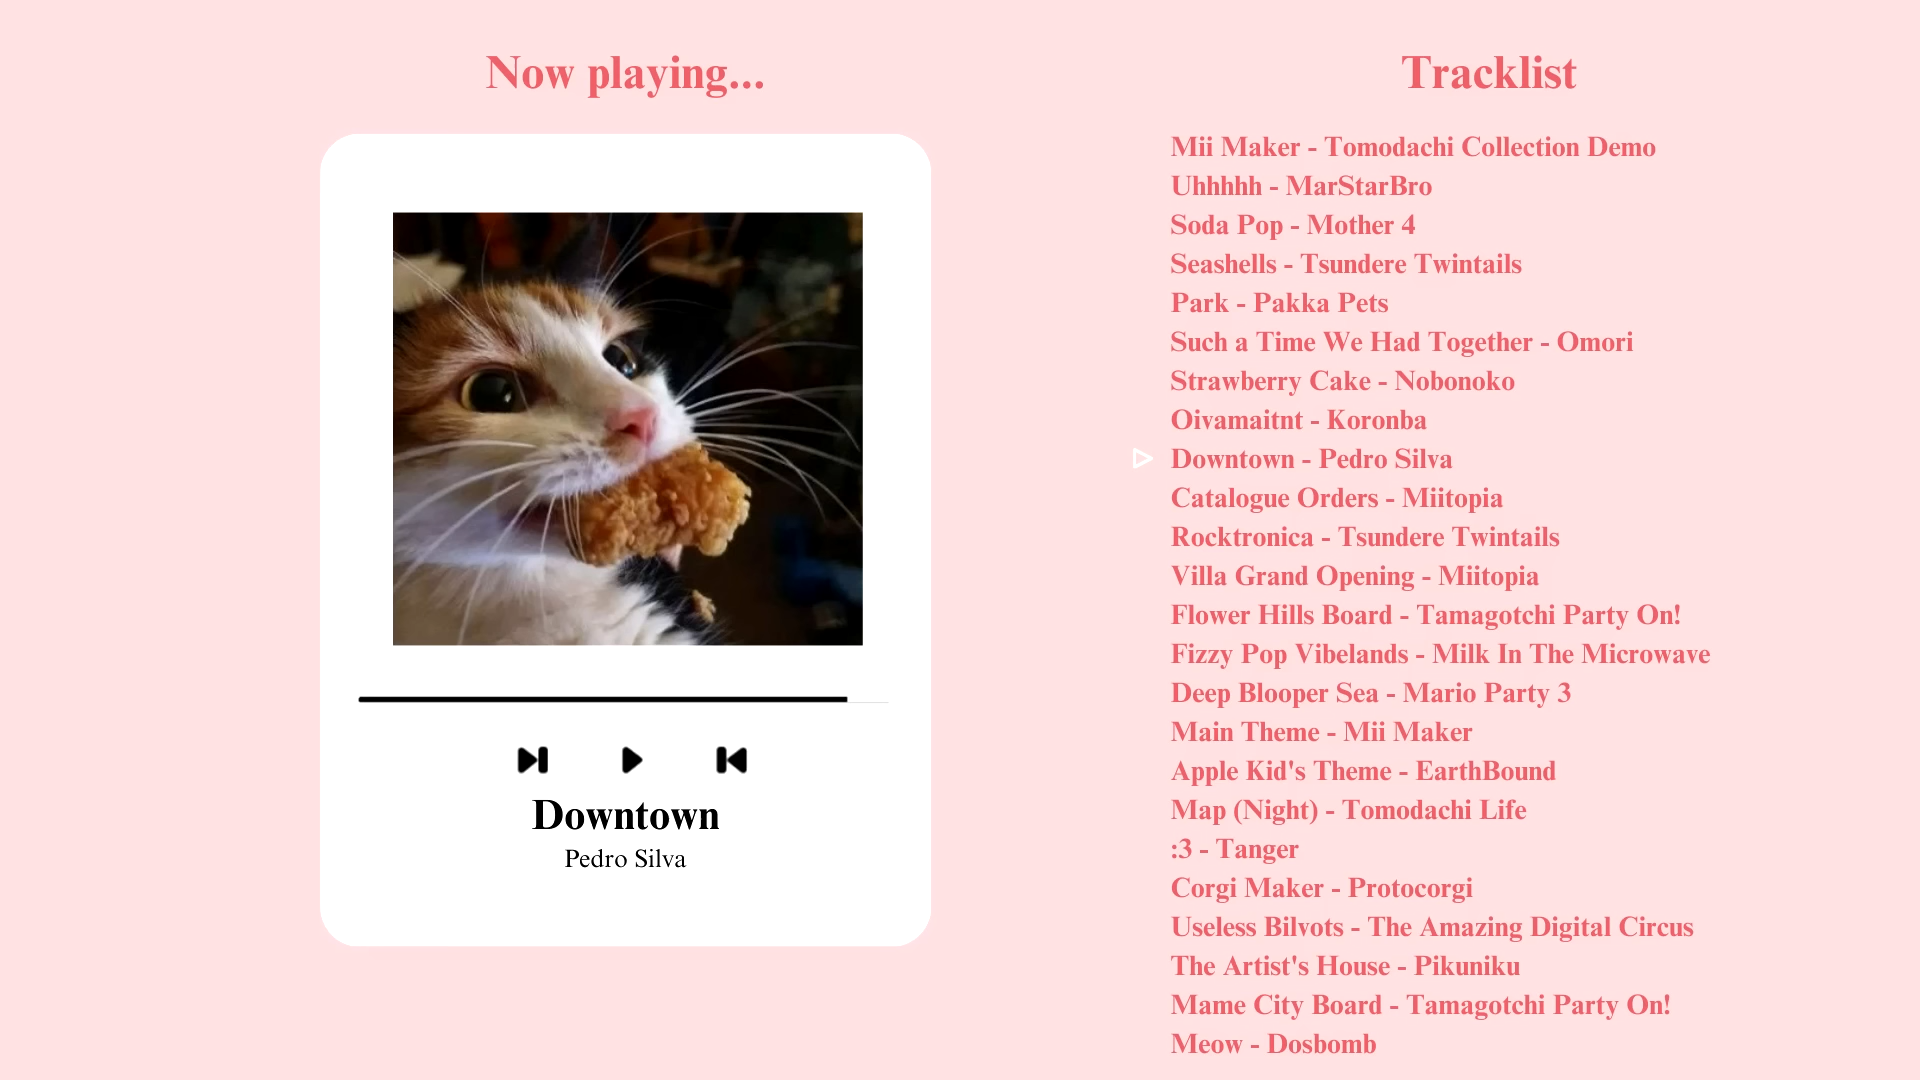 Now playing...
Downtown
Pedro Silva
Tracklist
Mii Maker - Tomodachi Collection Demo
Uhhhhh - MarStarBro
Soda Pop - Mother 4
Seashells - Tsundere Twintails
Park - Pakka Pets
Such a Time We Had Together - Omori
Strawberry Cake - Nobonoko
Oivamaitnt - Koronba
Downtown - Pedro Silva
Catalogue Orders - Miitopia
Rocktronica - Tsundere Twintails
Villa Grand Opening - Miitopia
Flower Hills Board - Tamagotchi Party On!
Fizzy Pop Vibelands - Milk In The Microwave
Deep Blooper Sea - Mario Party 3
Main Theme - Mii Maker
Apple Kid's Theme - EarthBound
Map (Night) - Tomodachi Life
:3 - Tanger
Corgi Maker - Protocorgi
Useless Bilvots - The Amazing Digital Circus
The Artist's House - Pikuniku
Mame City Board - Tamagotchi Party On!
Meow - Dosbomb